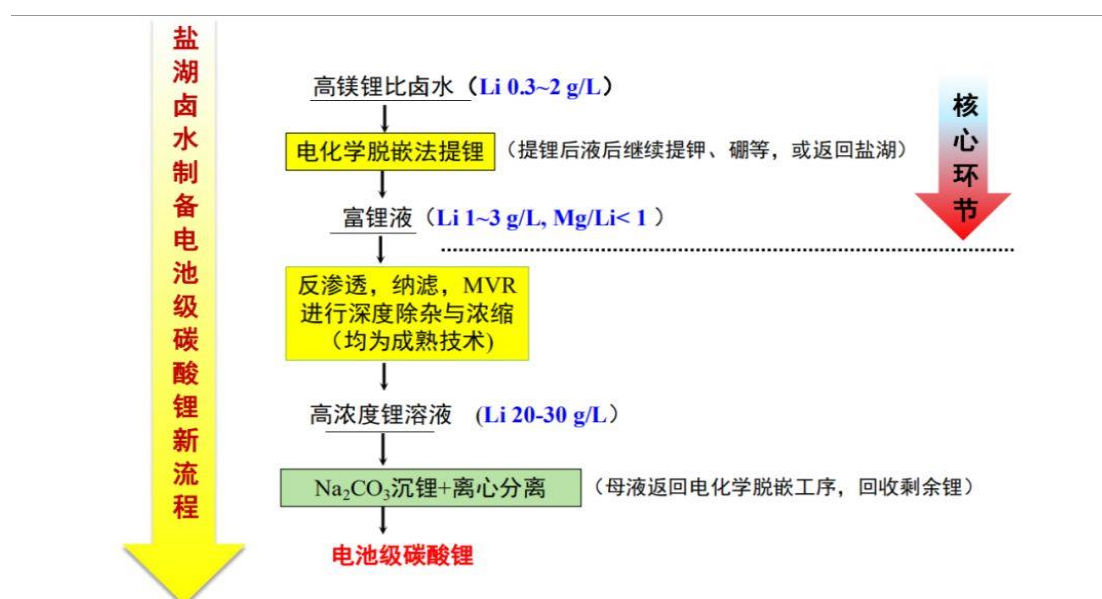 盐湖卤水制备电池级碳酸锂新流程
高镁锂比卤水（Li 0.3~2 g/L）
电化学脱嵌法提锂
（提锂后液后继续提钾、硼等，或返回盐湖）
富锂液（Li 1~3 g/L, Mg/Li< 1 ）
核心环节
反渗透，纳滤，MVR
进行深度除杂与浓缩
（均为成熟技术)
高浓度锂溶液 (Li 20-30 g/L）
Na₂CO₃沉锂+离心分离
（母液返回电化学脱嵌工序，回收剩余锂）
电池级碳酸锂